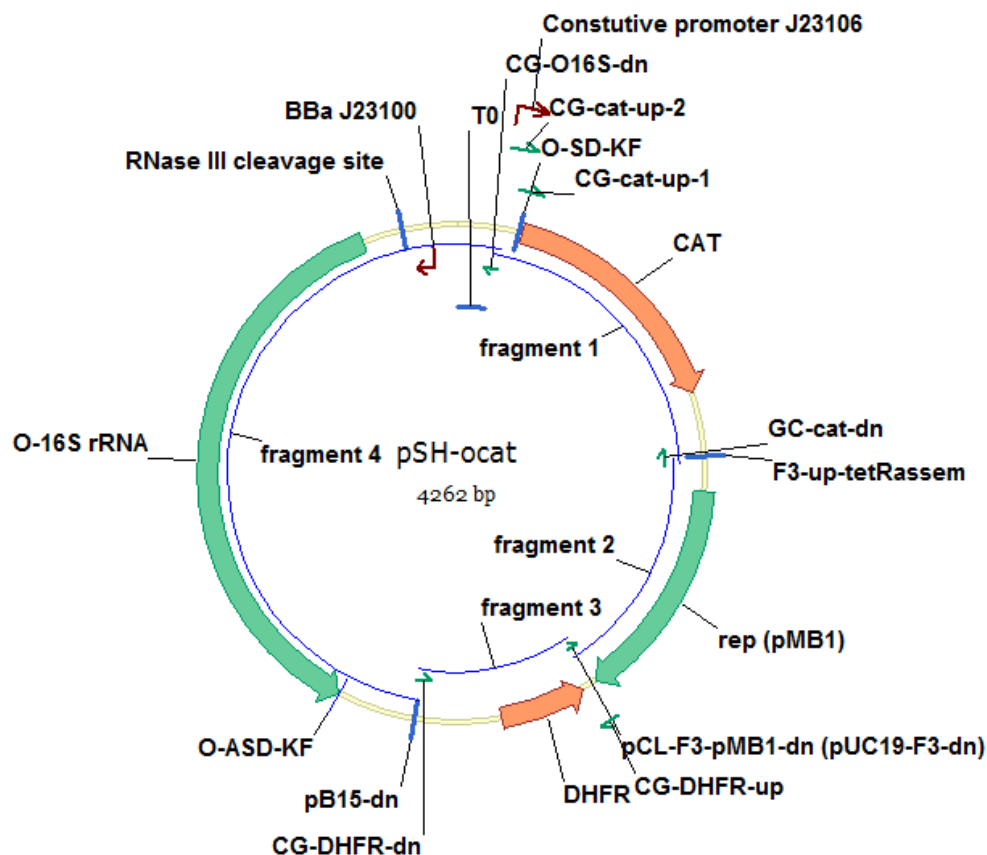 Constutive promoter J23106
CG-O16S-dn
BBa J23100
T0
CG-cat-up-2
RNase III cleavage site
O-SD-KF
CG-cat-up-1
CAT
fragment 1
O-16S rRNA
fragment 4
pSH-ocat
GC-cat-dn
F3-up-tetRassem
4262 bp
fragment 2
fragment 3
rep (pMB1)
O-ASD-KF
pCL-F3-pMB1-dn (pUC19-F3-dn)
pB15-dn
DHFR
CG-DHFR-up
CG-DHFR-dn